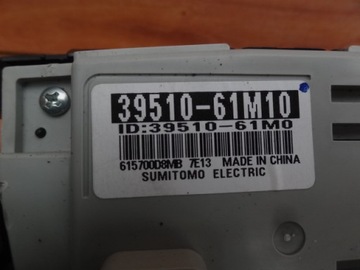 39510-61M10
ID:39510-61M0
615700D8MB 7E13 MADE IN CHINA
SUMITOMO ELECTRIC